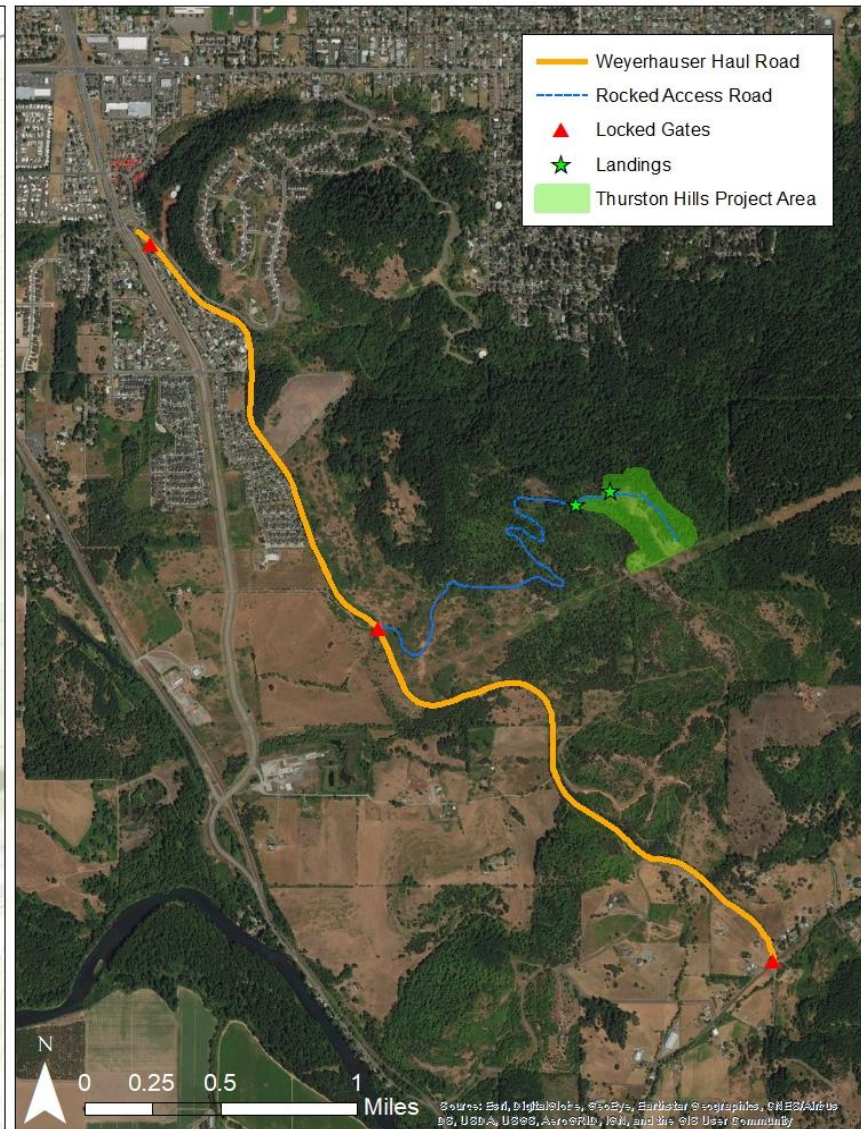 Weyerhauser Haul Road
Rocked Access Road
Locked Gates
Landings
Thurston Hills Project Area
N
0 0.25 0.5 1
Miles
Source: Esri, DigitalGlobe, GeoEye, Earthstar Geographics, CNES/Airbus
DS, USDA, USGS, AeroGRID, IGN, and the GIS User Community